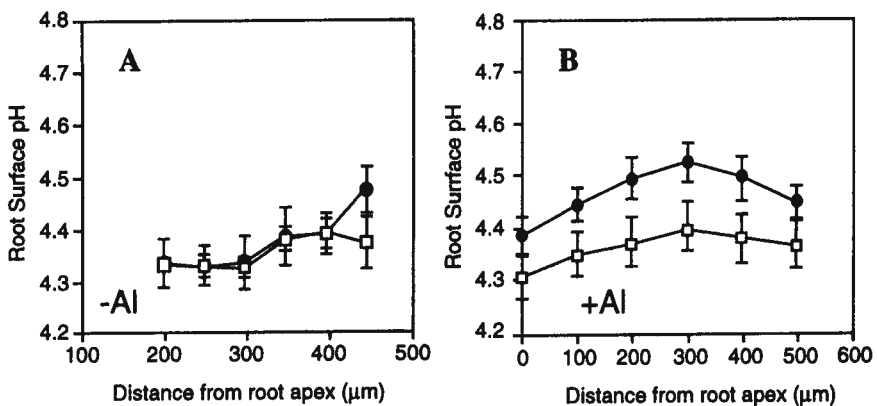 A
Root Surface pH
4.8
4.7
4.6
4.5
4.4
4.3
4.2
-Al
100 200 300 400 500
Distance from root apex (μm)
B
Root Surrface pH
4.8
4.7
4.6
4.5
4.4
4.3
4.2
+Al
0 100 200 300 400 500 600
Distance from root apex (μm)